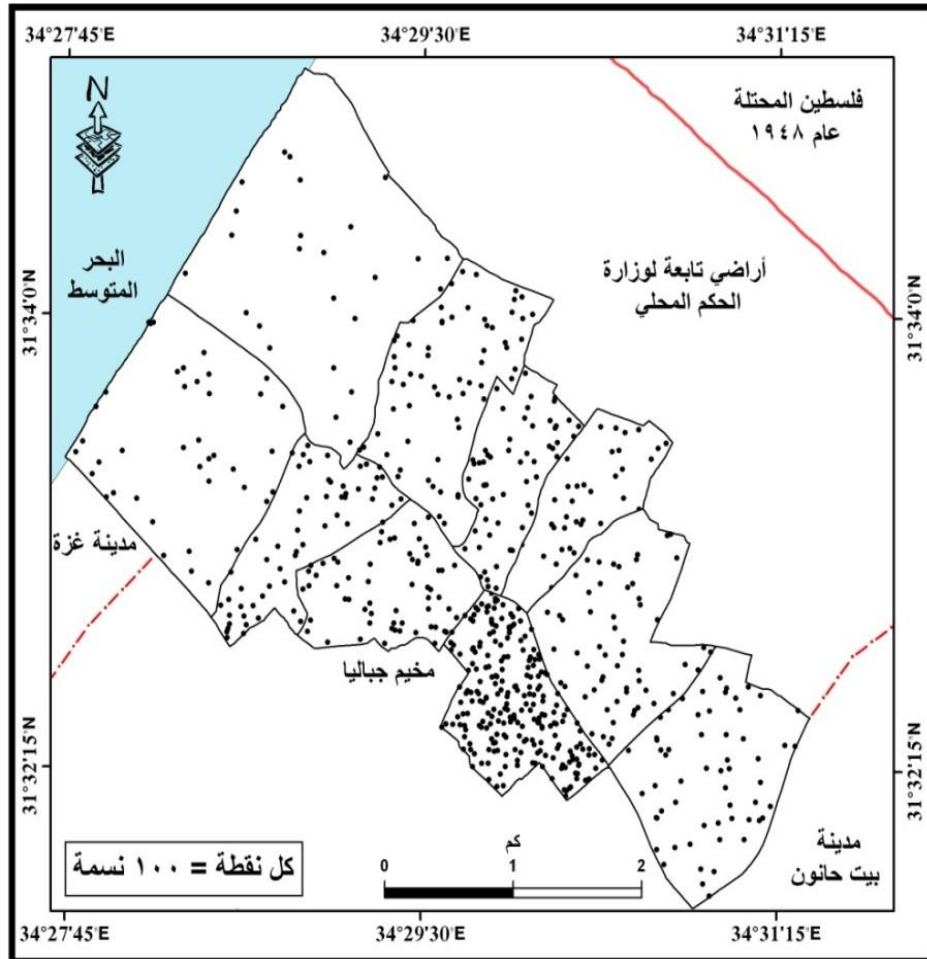 34°27'45"E
34°29'30"E
34°31'15"E
N
فلسطين المحتلة
عام ١٩٤٨
البحر
المتوسط
أراضي تابعة لوزارة
الحكم المحلي
31°34'0"N
31°34'0"N
مدينة غزة
مخيم جباليا
31°32'15"N
31°32'15"N
مدينة
بيت حانون
كل نقطة = ١٠٠ نسمة
كم
0
1
2
34°27'45"E
34°29'30"E
34°31'15"E